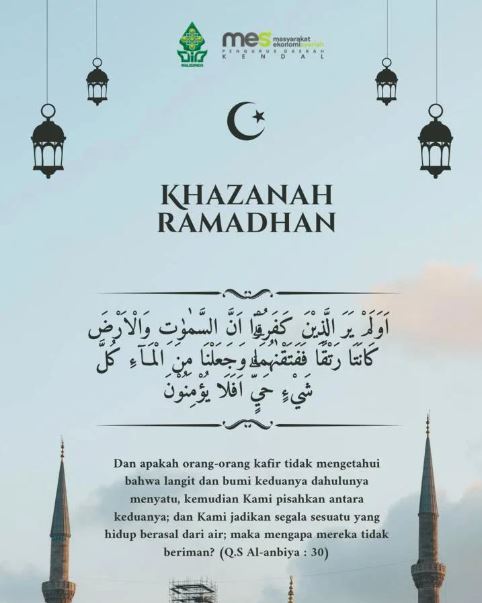 mes masyarakat
ekonomi syariah
PENGURUS DAERAH
KENDAL
KHAZANAH
RAMADHAN
اَوَلَمْ يَرَ الَّذِيْنَ كَفَرُوْٓا اَنَّ السَّمٰوٰتِ وَالْاَرْضَ
كَانَتَا رَتْقًا فَفَتَقْنٰهُمَاۗ وَجَعَلْنَا مِنَ الْمَاۤءِ كُلَّ
شَيْءٍ حَيٍّۗ اَفَلَا يُؤْمِنُوْنَ
Dan apakah orang-orang kafir tidak mengetahui
bahwa langit dan bumi keduanya dahulunya
menyatu, kemudian Kami pisahkan antara
keduanya; dan Kami jadikan segala sesuatu yang
hidup berasal dari air; maka mengapa mereka tidak
beriman? (Q.S Al-anbiya : 30)